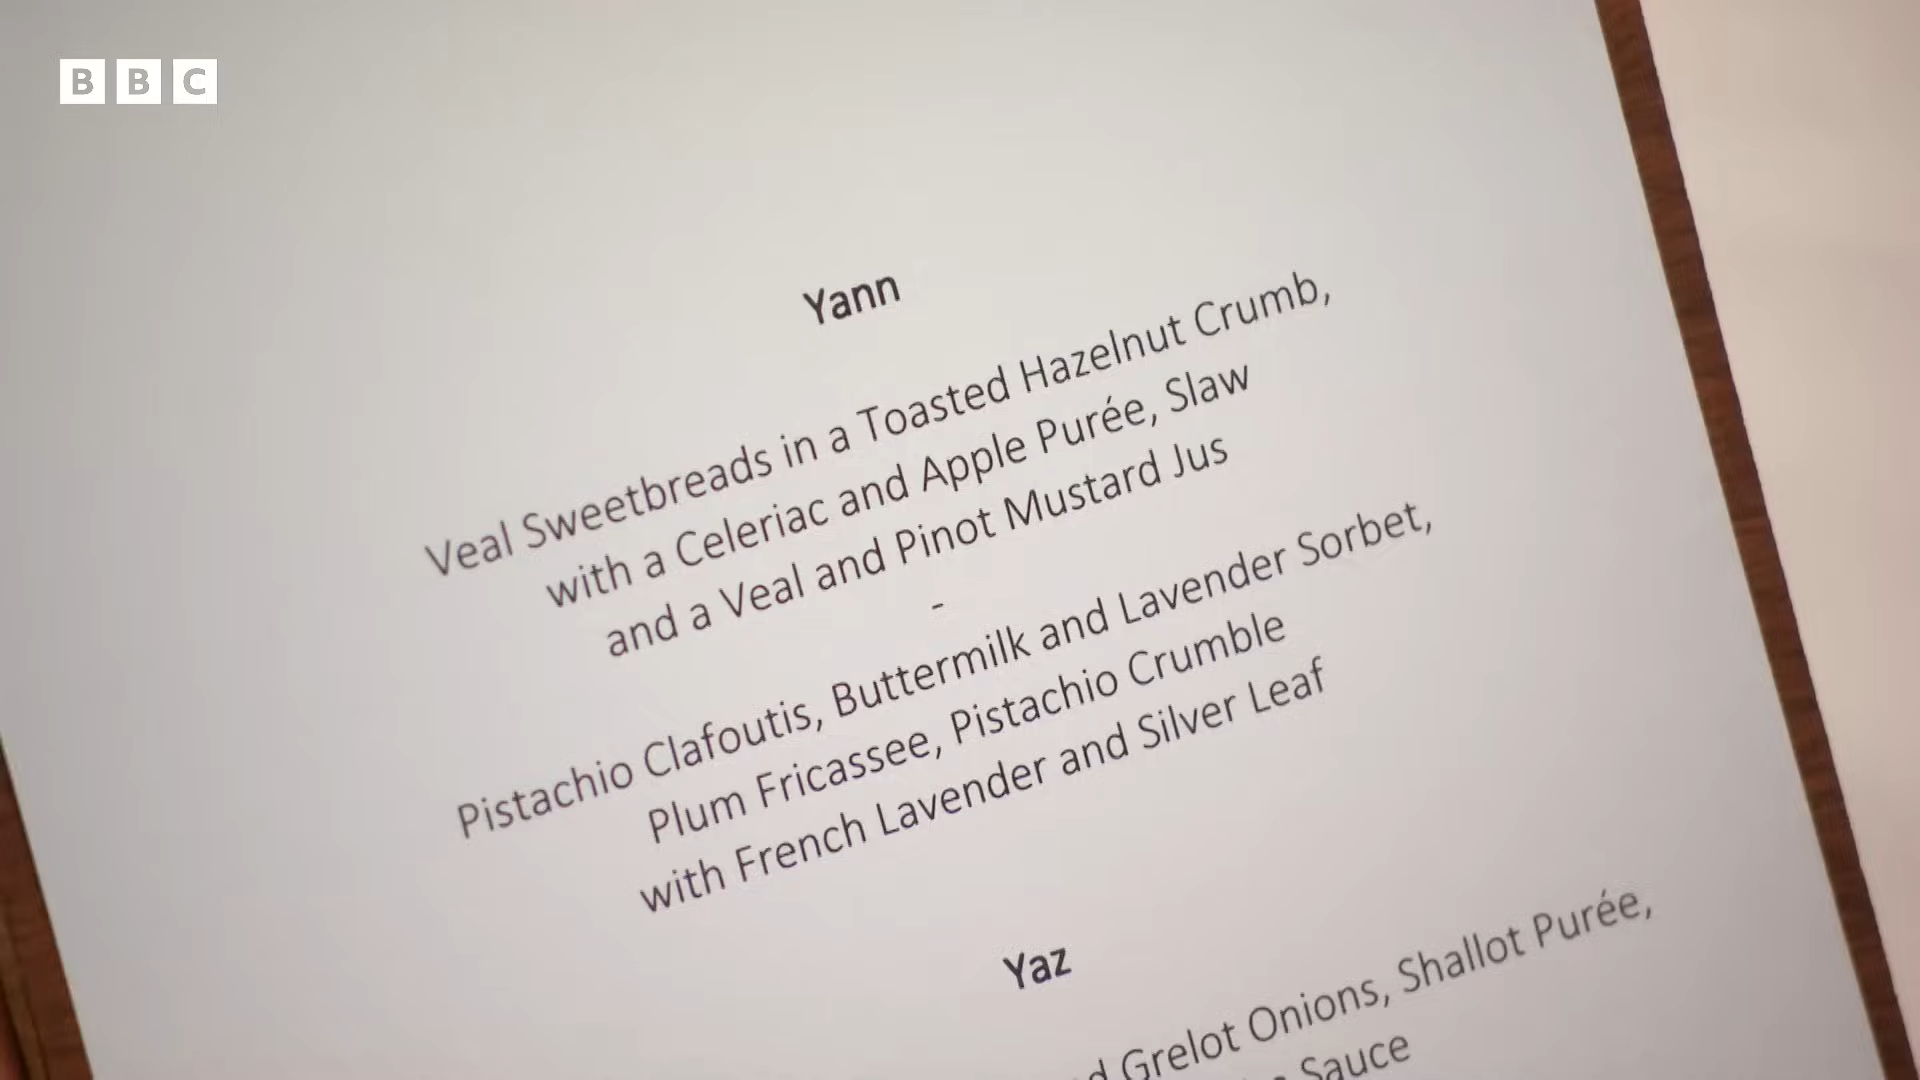 BBC
Yann
Veal Sweetbreads in a Toasted Hazelnut Crumb,
with a Celeriac and Apple Purée, Slaw
and a Veal and Pinot Mustard Jus
-
Pistachio Clafoutis, Buttermilk and Lavender Sorbet,
Plum Fricassee, Pistachio Crumble
with French Lavender and Silver Leaf
Yaz
Grelot Onions, Shallot Purée,
Sauce